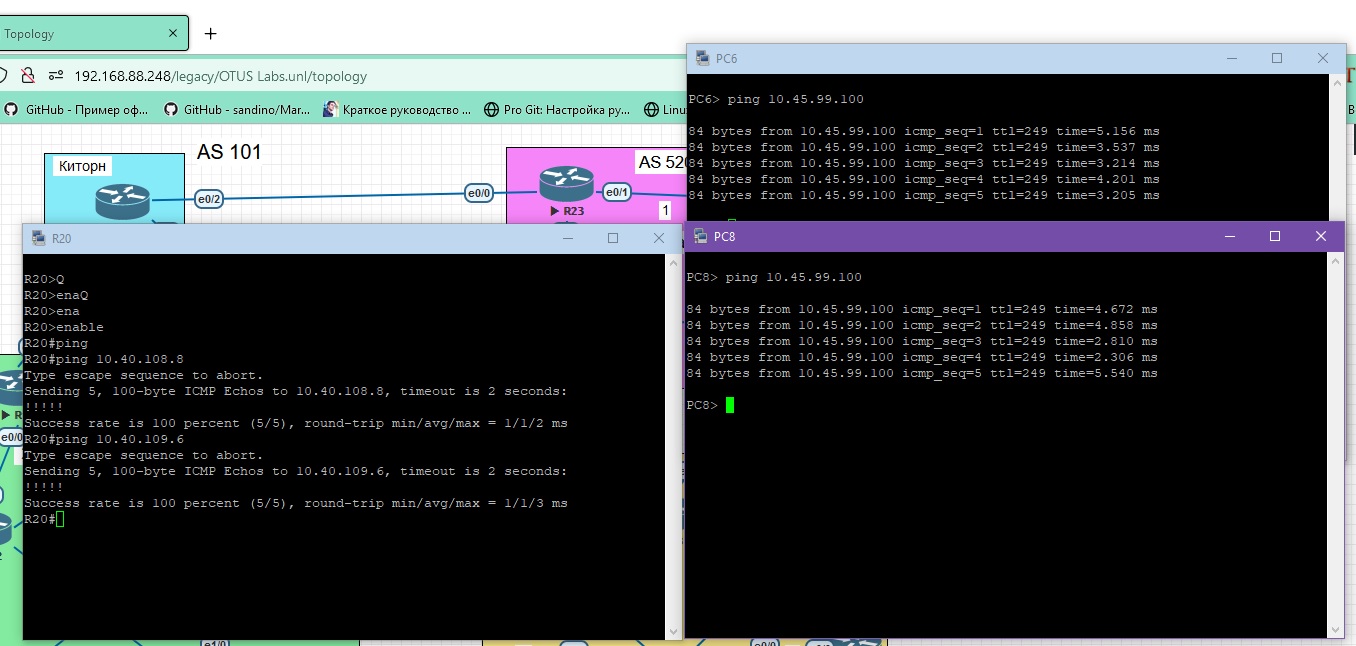 Topology
192.168.88.248/legacy/OTUS Labs.unl/topology
GitHub - Пример оф...
GitHub - sandino/Mar...
Краткое руководство ...
Pro Git: Настройка ру...
Киторн
AS 101
e0/2
e0/0
R23
e0/1
1
PC6
PC6> ping 10.45.99.100
84 bytes from 10.45.99.100 icmp_seq=1 ttl=249 time=5.156 ms
84 bytes from 10.45.99.100 icmp_seq=2 ttl=249 time=3.537 ms
84 bytes from 10.45.99.100 icmp_seq=3 ttl=249 time=3.214 ms
84 bytes from 10.45.99.100 icmp_seq=4 ttl=249 time=4.201 ms
84 bytes from 10.45.99.100 icmp_seq=5 ttl=249 time=3.205 ms
R20
R20>Q
R20>enaQ
R20>ena
R20>enable
R20#ping
R20#ping 10.40.108.8
Type escape sequence to abort.
Sending 5, 100-byte ICMP Echos to 10.40.108.8, timeout is 2 seconds:
!!!!!
Success rate is 100 percent (5/5), round-trip min/avg/max = 1/1/2 ms
R20#ping 10.40.109.6
Type escape sequence to abort.
Sending 5, 100-byte ICMP Echos to 10.40.109.6, timeout is 2 seconds:
!!!!!
Success rate is 100 percent (5/5), round-trip min/avg/max = 1/1/3 ms
R20#
PC8
PC8> ping 10.45.99.100
84 bytes from 10.45.99.100 icmp_seq=1 ttl=249 time=4.672 ms
84 bytes from 10.45.99.100 icmp_seq=2 ttl=249 time=4.858 ms
84 bytes from 10.45.99.100 icmp_seq=3 ttl=249 time=2.810 ms
84 bytes from 10.45.99.100 icmp_seq=4 ttl=249 time=2.306 ms
84 bytes from 10.45.99.100 icmp_seq=5 ttl=249 time=5.540 ms
PC8>